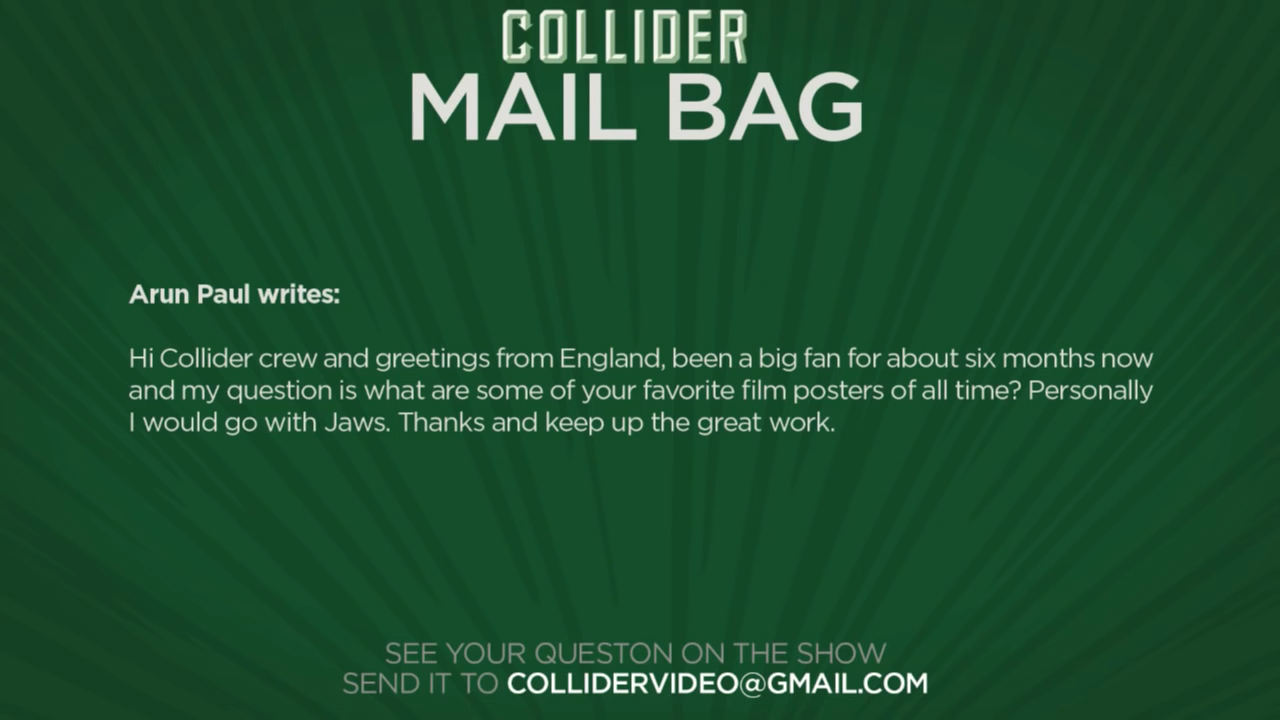 COLLIDER
MAIL BAG
Arun Paul writes:
Hi Collider crew and greetings from England, been a big fan for about six months now
and my question is what are some of your favorite film posters of all time? Personally
I would go with Jaws. Thanks and keep up the great work.
SEE YOUR QUESTON ON THE SHOW
SEND IT TO COLLIDERVIDEO@GMAIL.COM